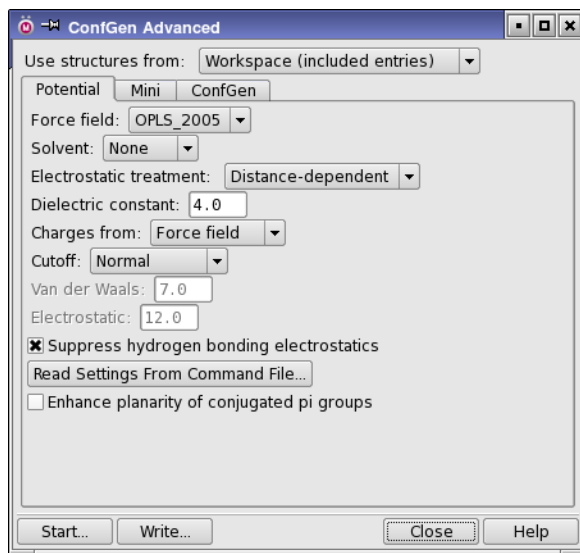 ConfGen Advanced
Use structures from: Workspace (included entries)
Potential Mini ConfGen
Force field: OPLS_2005
Solvent: None
Electrostatic treatment: Distance-dependent
Dielectric constant: 4.0
Charges from: Force field
Cutoff: Normal
Van der Waals: 7.0
Electrostatic: 12.0
Suppress hydrogen bonding electrostatics
Read Settings From Command File...
Enhance planarity of conjugated pi groups
Start... Write... Close Help